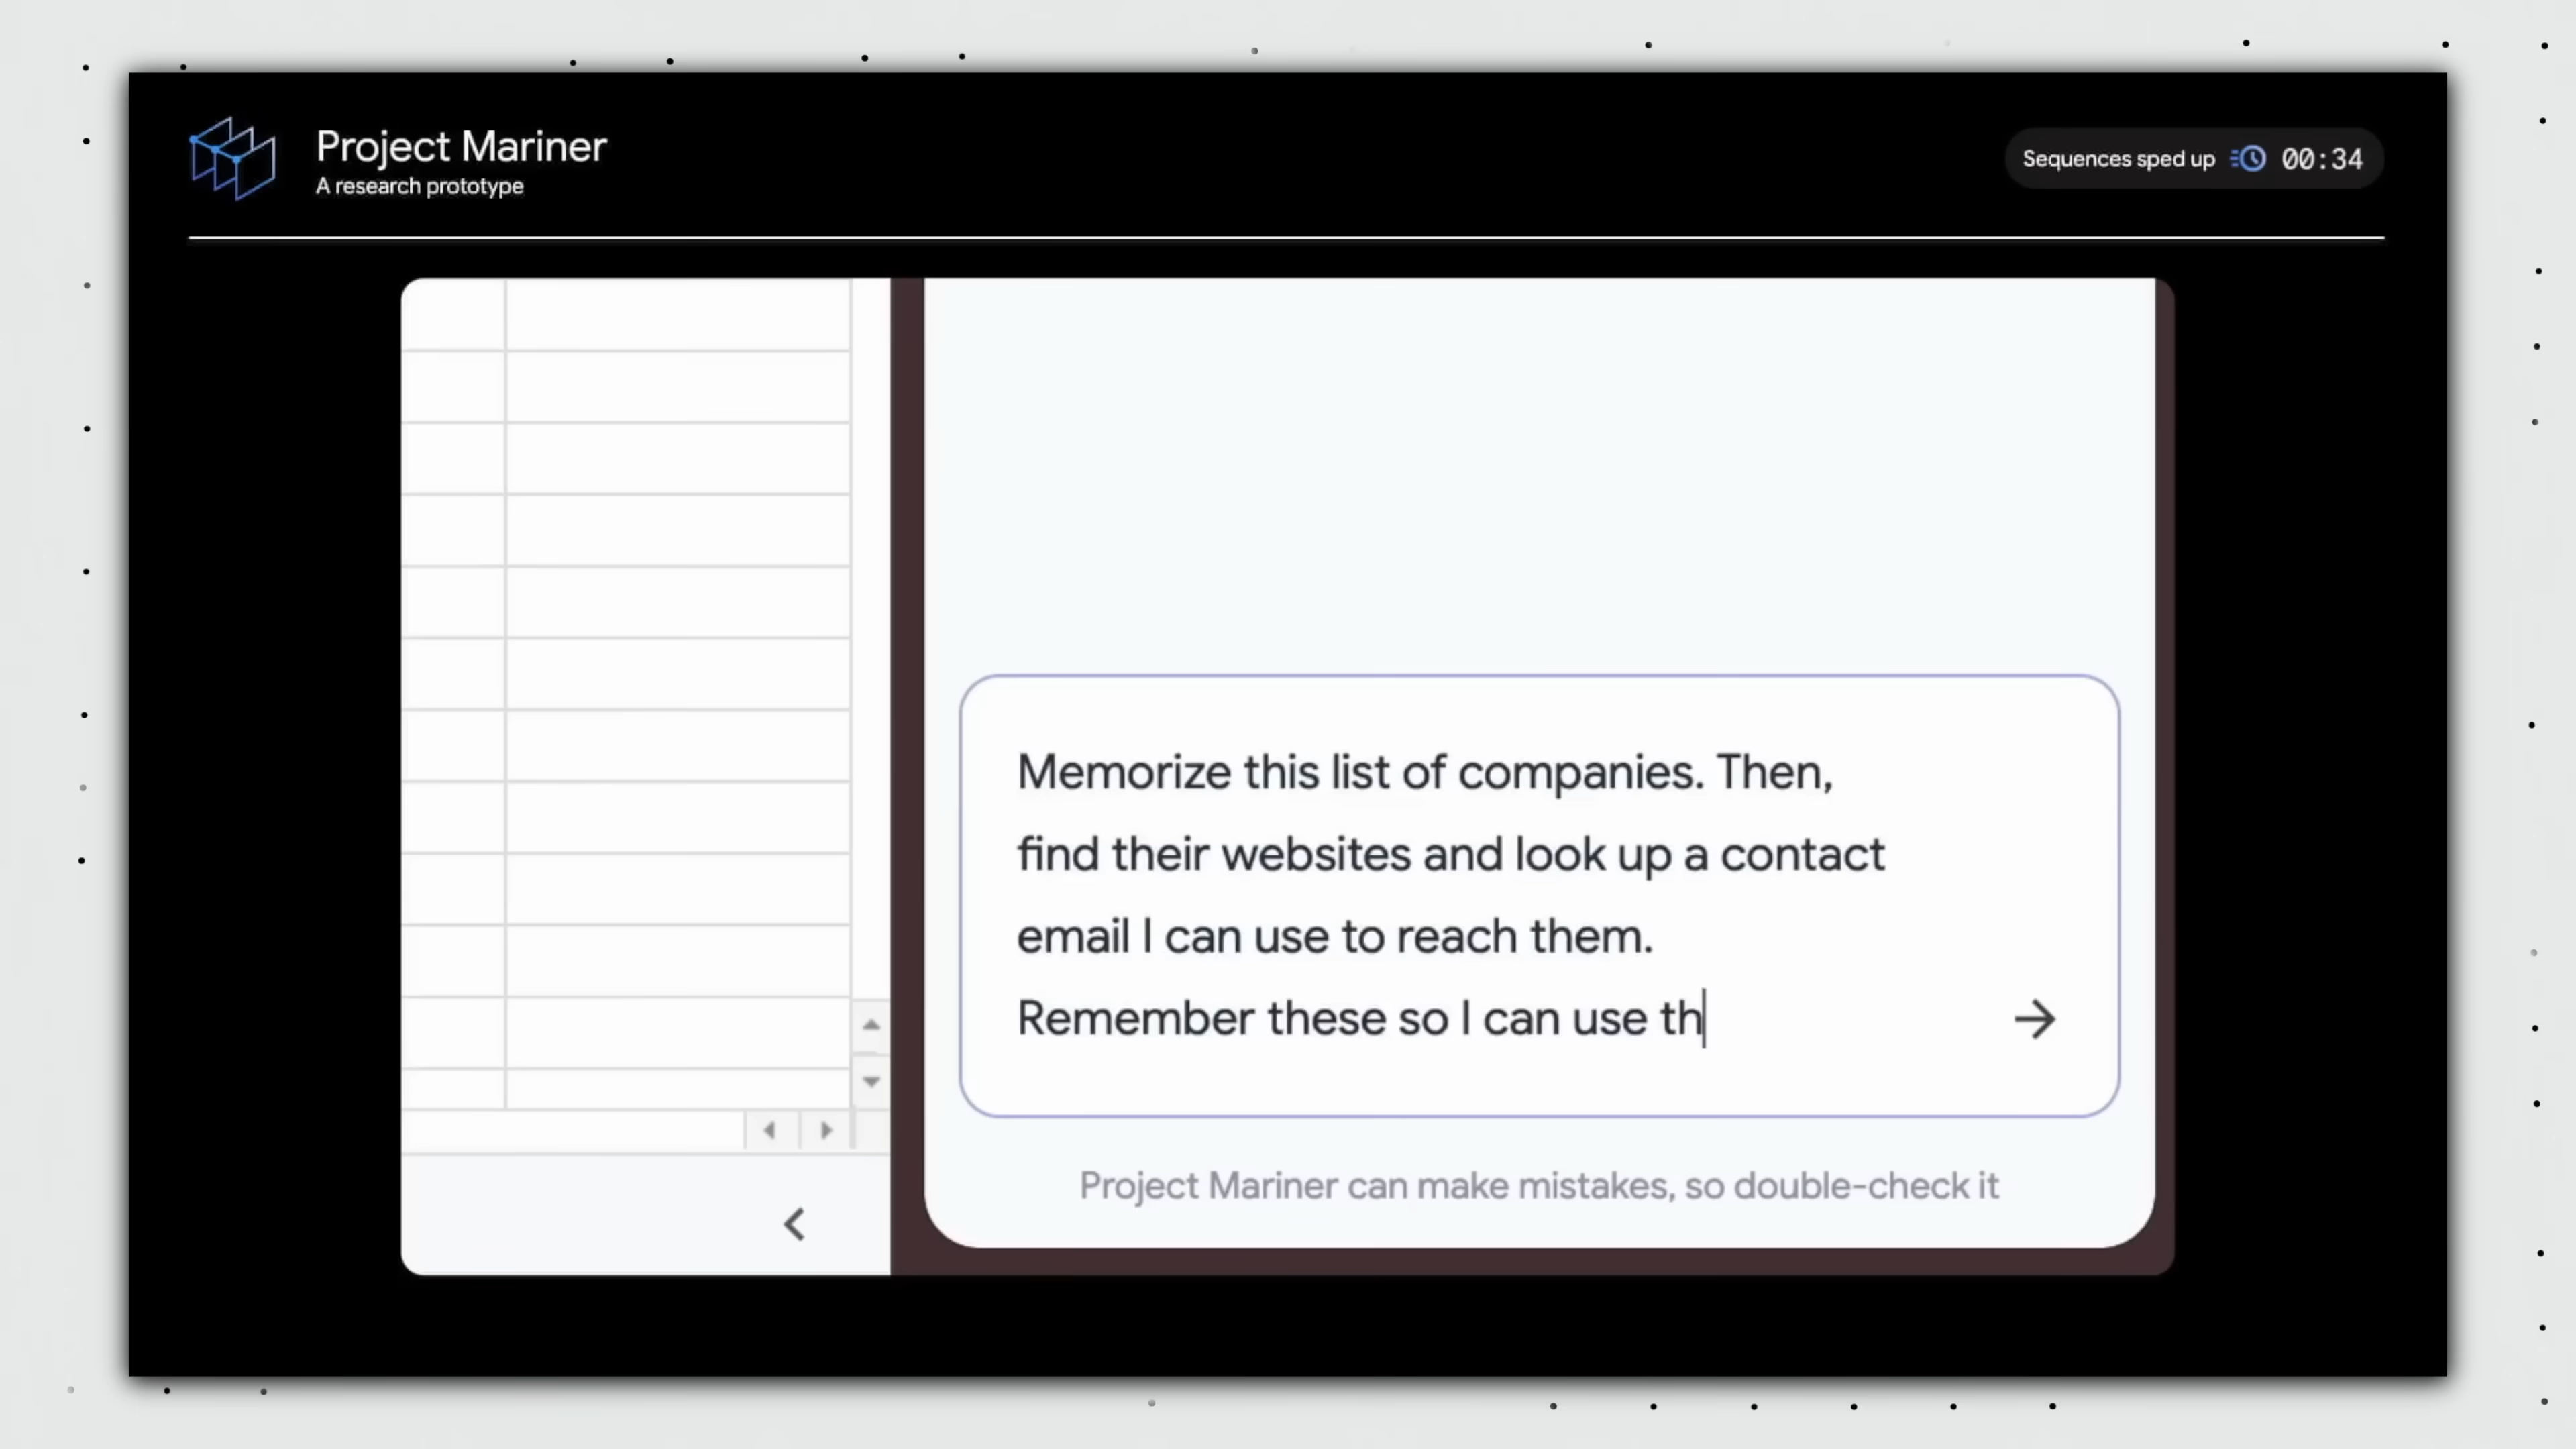 Project Mariner
A research prototype
Sequences sped up 00:34
Memorize this list of companies. Then,
find their websites and look up a contact
email I can use to reach them.
Remember these so I can use th
Project Mariner can make mistakes, so double-check it